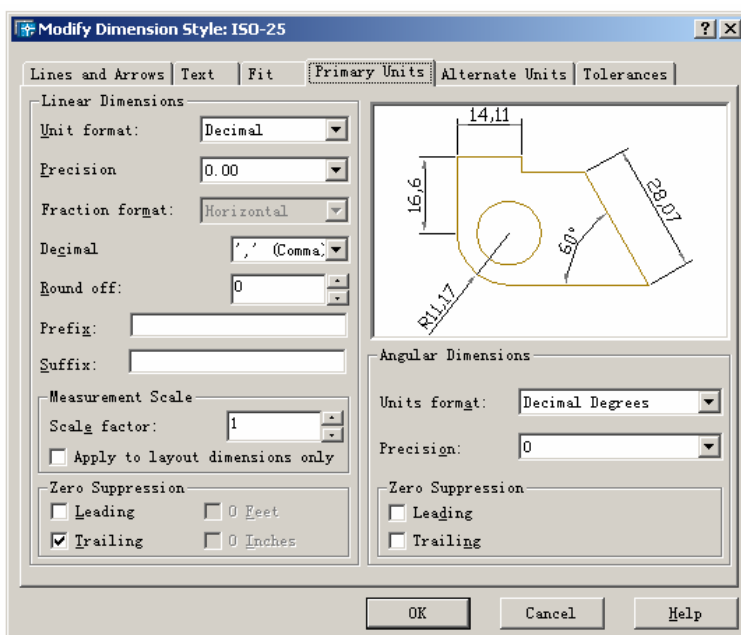 Modify Dimension Style: ISO-25
Lines and Arrows
Text
Fit
Primary Units
Alternate Units
Tolerances
Linear Dimensions
Unit format:
Decimal
Precision
0.00
Fraction format:
Horizontal
Decimal
',' (Comma)
Round off:
0
Prefix:
Suffix:
Measurement Scale
Scale factor:
1
Apply to layout dimensions only
Zero Suppression
Leading
0 Feet
Trailing
0 Inches
14,11
16,6
28,07
60°
R11,17
Angular Dimensions
Units format:
Decimal Degrees
Precision:
0
Zero Suppression
Leading
Trailing
OK
Cancel
Help